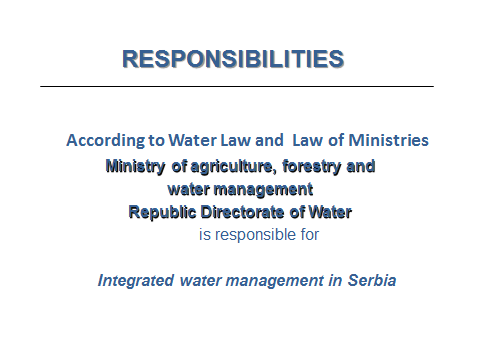 RESPONSIBILITIES
According to Water Law and  Law of Ministries
Ministry of agriculture, forestry and
water management
Republic Directorate of Water
is responsible for
Integrated water management in Serbia